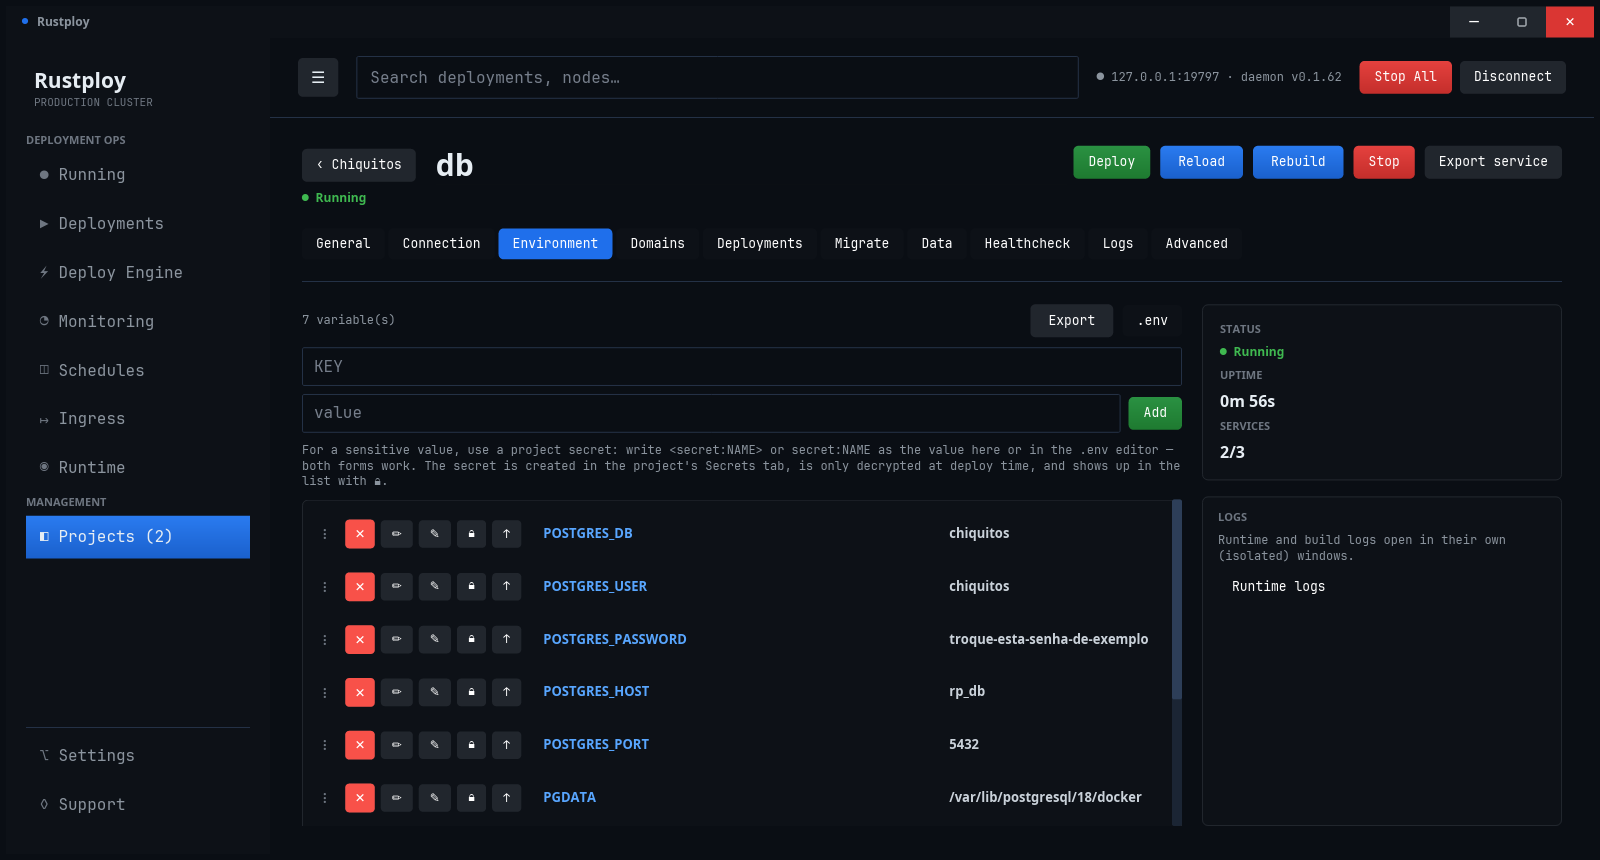 Rustploy
Rustploy
PRODUCTION CLUSTER
DEPLOYMENT OPS
Running
Deployments
Deploy Engine
Monitoring
Schedules
Ingress
Runtime
MANAGEMENT
Projects (2)
Settings
Support
Search deployments, nodes…
127.0.0.1:19797 · daemon v0.1.62
Stop All
Disconnect
‹ Chiquitos
db
Running
Deploy
Reload
Rebuild
Stop
Export service
General
Connection
Environment
Domains
Deployments
Migrate
Data
Healthcheck
Logs
Advanced
7 variable(s)
Export
.env
KEY
value
Add
For a sensitive value, use a project secret: write <secret:NAME> or secret:NAME as the value here or in the .env editor —
both forms work. The secret is created in the project's Secrets tab, is only decrypted at deploy time, and shows up in the
list with 🔒.
POSTGRES_DB chiquitos
POSTGRES_USER chiquitos
POSTGRES_PASSWORD troque-esta-senha-de-exemplo
POSTGRES_HOST rp_db
POSTGRES_PORT 5432
PGDATA /var/lib/postgresql/18/docker
STATUS
Running
UPTIME
0m 56s
SERVICES
2/3
LOGS
Runtime and build logs open in their own
(isolated) windows.
Runtime logs